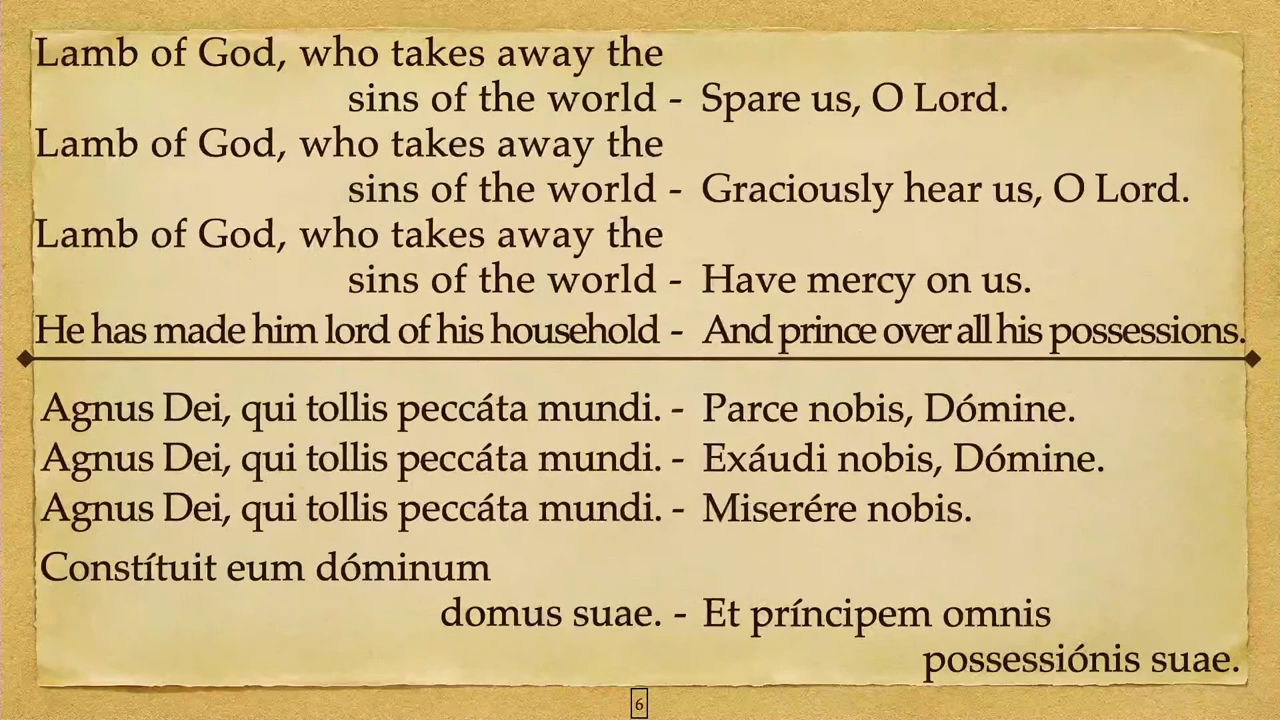 Lamb of God, who takes away the
sins of the world - Spare us, O Lord.
Lamb of God, who takes away the
sins of the world - Graciously hear us, O Lord.
Lamb of God, who takes away the
sins of the world - Have mercy on us.
He has made him lord of his household - And prince over all his possessions.
Agnus Dei, qui tollis peccáta mundi. - Parce nobis, Dómine.
Agnus Dei, qui tollis peccáta mundi. - Exáudi nobis, Dómine.
Agnus Dei, qui tollis peccáta mundi. - Miserére nobis.
Constítuit eum dóminum
domus suae. - Et príncipem omnis
possessiónis suae.
6